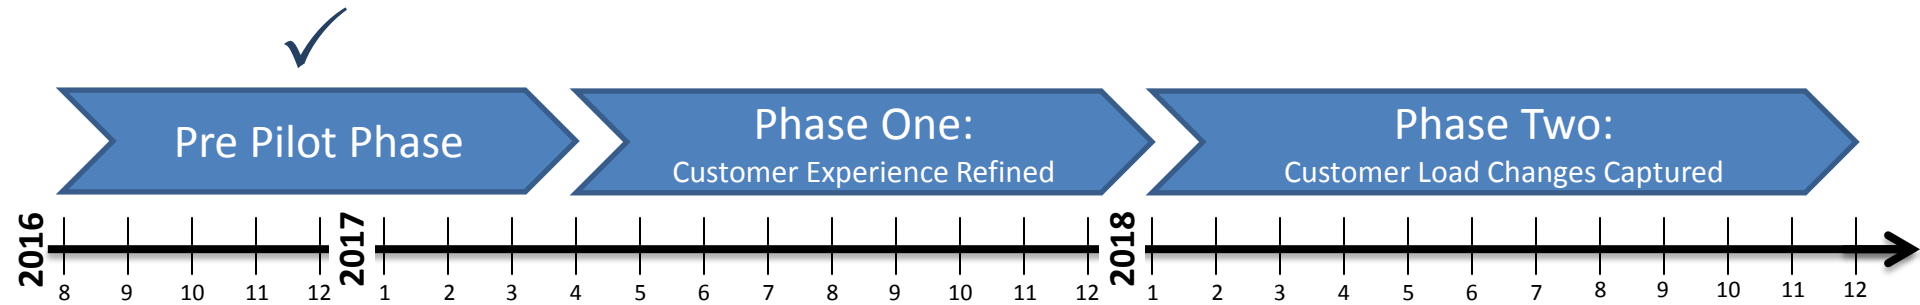 Pre Pilot Phase
Phase One:
Customer Experience Refined
Phase Two:
Customer Load Changes Captured
2016
8 9 10 11 12
2017
1 2 3 4 5 6 7 8 9 10 11 12
2018
1 2 3 4 5 6 7 8 9 10 11 12